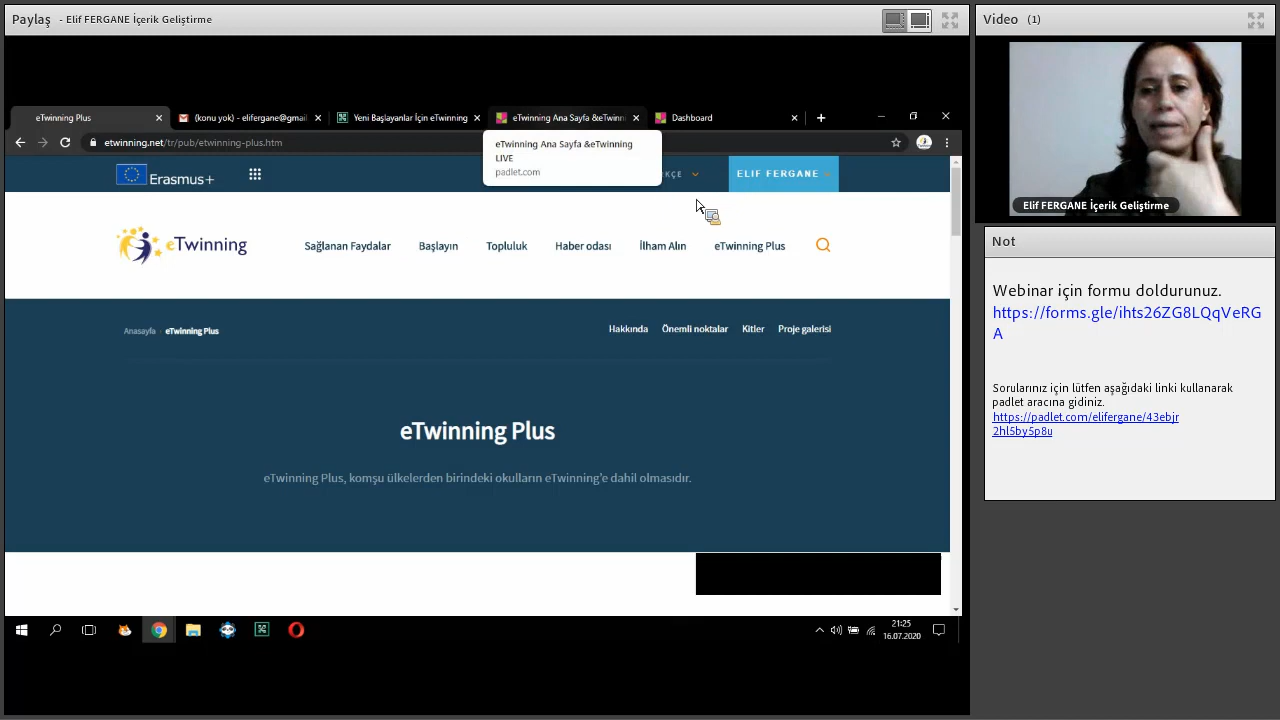 Paylaş - Elif FERGANE İçerik Geliştirme
Video (1)
eTwinning Plus
(konu yok) - elifergane@gmai
Yeni Başlayanlar İçin eTwinning
eTwinning Ana Sayfa &eTwinn
Dashboard
etwinning.net/tr/pub/etwinning-plus.htm
eTwinning Ana Sayfa &eTwinning
LIVE
padlet.com
Erasmus+
KÇE
ELIF FERGANE
eTwinning
Sağlanan Faydalar
Başlayın
Topluluk
Haber odası
İlham Alın
eTwinning Plus
Anasayfa › eTwinning Plus
Hakkında
Önemli noktalar
Kitler
Proje galerisi
eTwinning Plus
eTwinning Plus, komşu ülkelerden birindeki okulların eTwinning'e dahil olmasıdır.
21:25
16.07.2020
Elif FERGANE İçerik Geliştirme
Not
Webinar için formu doldurunuz.
https://forms.gle/ihts26ZG8LQqVeRG
A
Sorularınız için lütfen aşağıdaki linki kullanarak
padlet aracına gidiniz.
https://padlet.com/elifergane/43ebjr
2hl5by5p8u